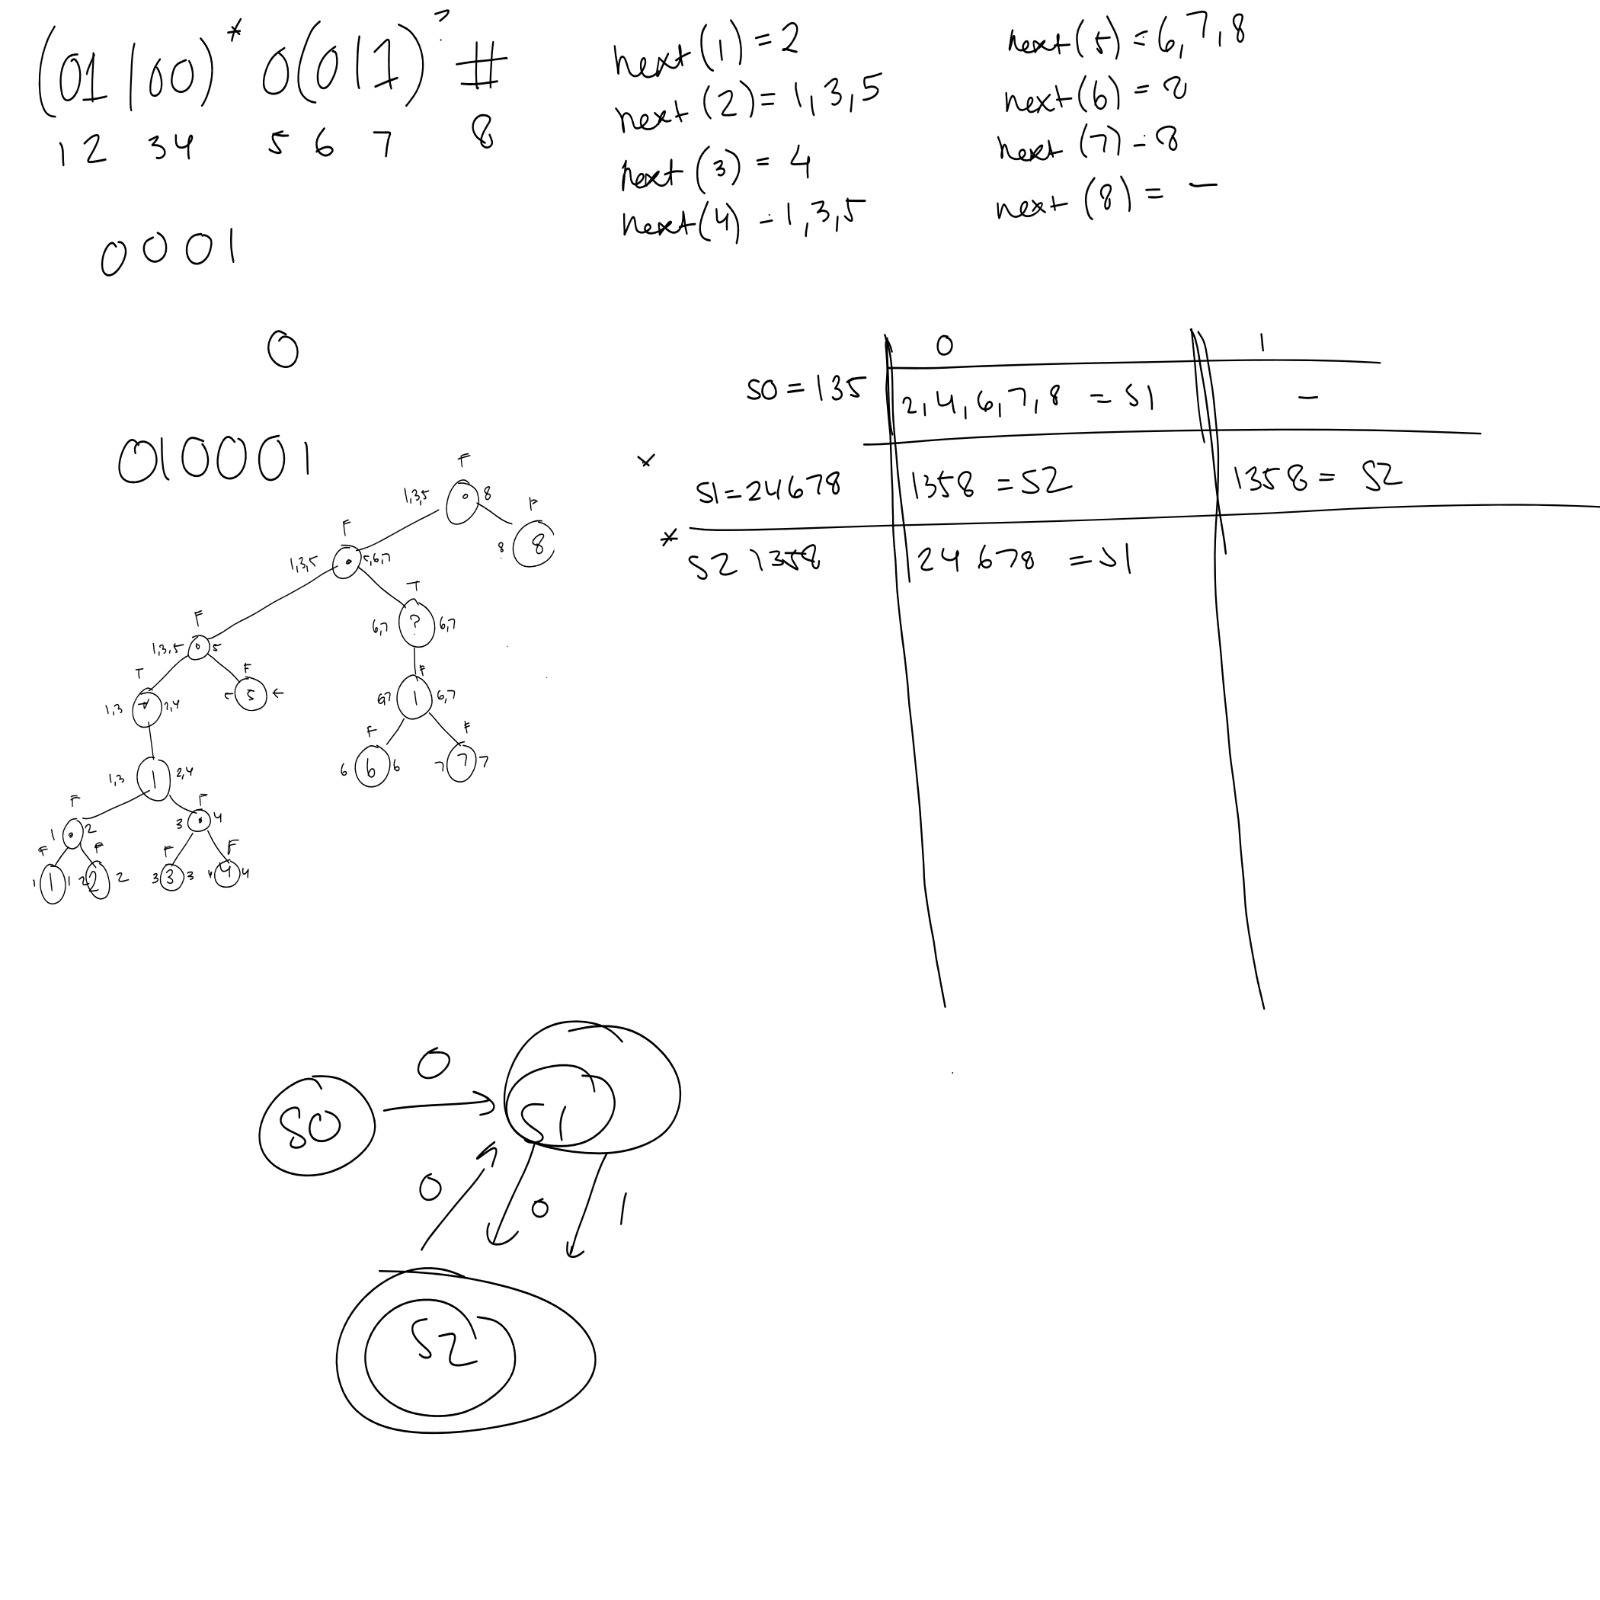 (01|00)* 0(0|1)? #
1 2 3 4 5 6 7 8
next(1) = 2
next(2) = 1,3,5
next(3) = 4
next(4) - 1,3,5
next(5) = 6,7,8
next(6) = 8
next(7) - 8
next(8) = -
0001
0
010001
0 1
S0 = 135 2,4,6,7,8 = S1 -
* S1 = 24678 1358 = S2 1358 = S2
* S2 1358 24678 = S1
F
1,3,5 8 F
F 8 8
1,3,5 5,6,7
T
F 6,7 ? 6,7
1,3,5 5
T F F
1,3 * 2,4 5 67 1 6,7
F F
6 6 6 7 7 7
1,3 1 2,4
F F
1 2 3 4
F F F F
1 1 1 2 2 2 3 3 3 4 4 4
S0 0 S1
0 0 1
S2